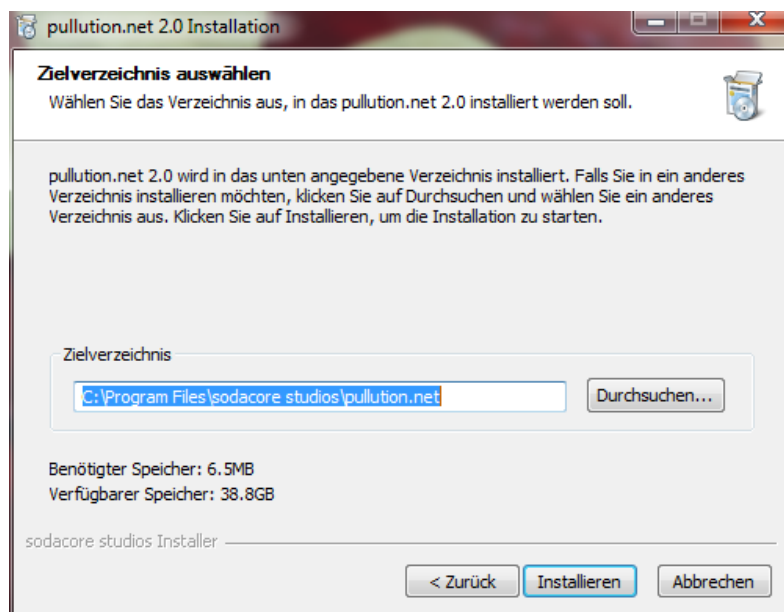 pullution.net 2.0 Installation
Zielverzeichnis auswählen
Wählen Sie das Verzeichnis aus, in das pullution.net 2.0 installiert werden soll.
pullution.net 2.0 wird in das unten angegebene Verzeichnis installiert. Falls Sie in ein anderes
Verzeichnis installieren möchten, klicken Sie auf Durchsuchen und wählen Sie ein anderes
Verzeichnis aus. Klicken Sie auf Installieren, um die Installation zu starten.
Zielverzeichnis
C:\Program Files\sodacore studios\pullution.net
Durchsuchen...
Benötigter Speicher: 6.5MB
Verfügbarer Speicher: 38.8GB
sodacore studios Installer
< Zurück
Installieren
Abbrechen